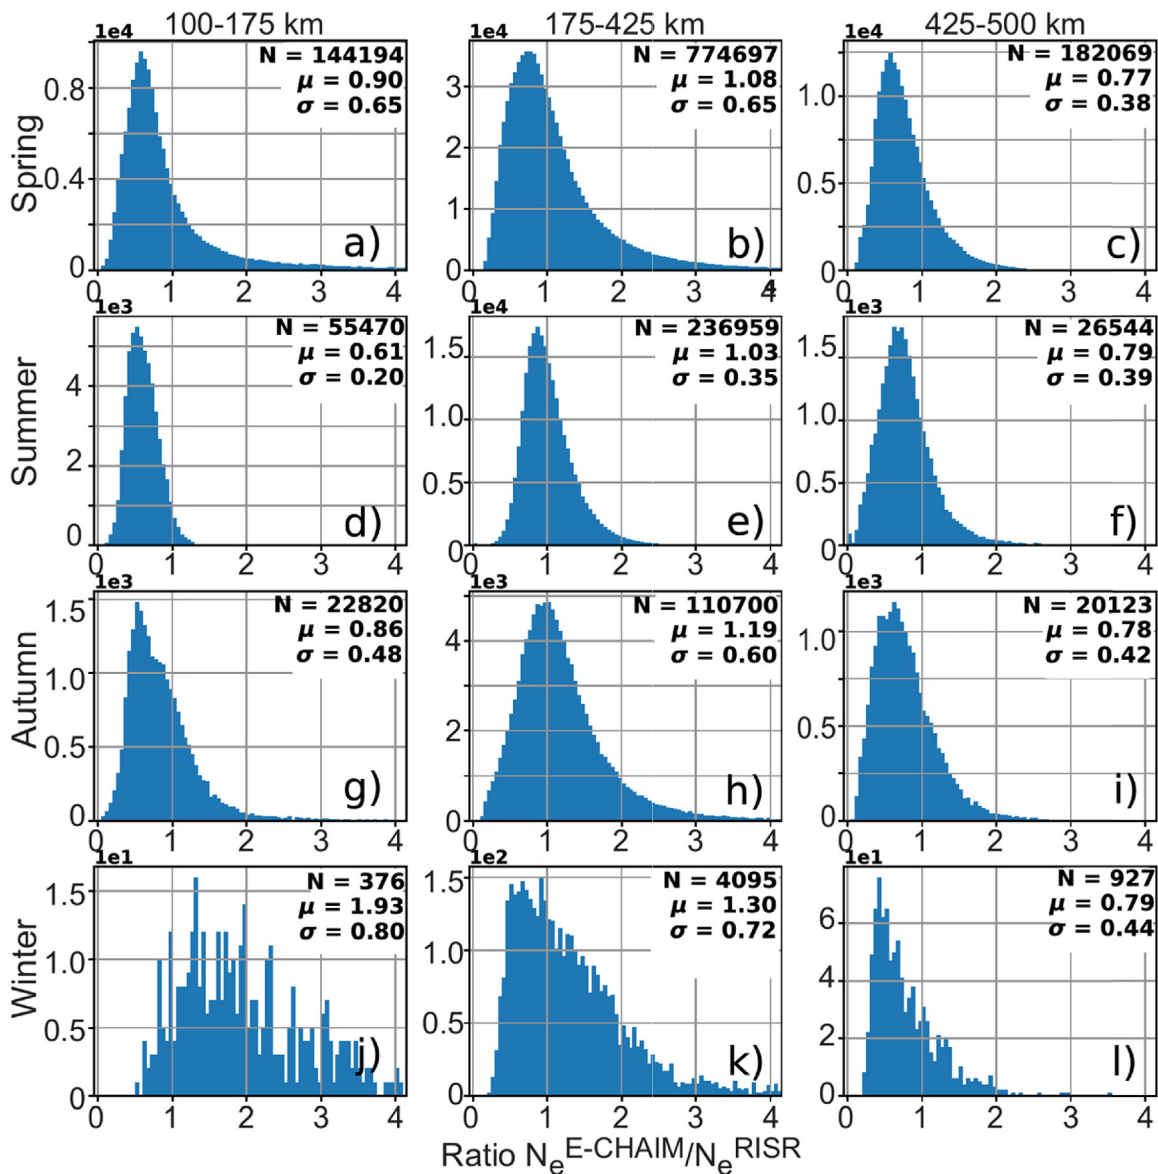 100-175 km
175-425 km
425-500 km
1e4
N = 144194
μ = 0.90
σ = 0.65
0.8
0.4
0
a)
0 1 2 3 4
1e4
N = 774697
μ = 1.08
σ = 0.65
3
2
1
0
b)
0 1 2 3 4
1e4
N = 182069
μ = 0.77
σ = 0.38
1.0
0.5
0
c)
0 1 2 3 4
Spring
1e3
N = 55470
μ = 0.61
σ = 0.20
4
2
0
d)
0 1 2 3 4
1e4
N = 236959
μ = 1.03
σ = 0.35
1.5
1.0
0.5
0
e)
0 1 2 3 4
1e3
N = 26544
μ = 0.79
σ = 0.39
1.5
1.0
0.5
0
f)
0 1 2 3 4
Summer
1e3
N = 22820
μ = 0.86
σ = 0.48
1.5
1.0
0.5
0
g)
0 1 2 3 4
1e3
N = 110700
μ = 1.19
σ = 0.60
4
2
0
h)
0 1 2 3 4
1e3
N = 20123
μ = 0.78
σ = 0.42
1.0
0.5
0
i)
0 1 2 3 4
Autumn
1e1
N = 376
μ = 1.93
σ = 0.80
1.5
1.0
0.5
0
j)
0 1 2 3 4
1e2
N = 4095
μ = 1.30
σ = 0.72
1.5
1.0
0.5
0
k)
0 1 2 3 4
1e1
N = 927
μ = 0.79
σ = 0.44
6
4
2
0
l)
0 1 2 3 4
Winter
Ratio NeE-CHAIM/NeRISR